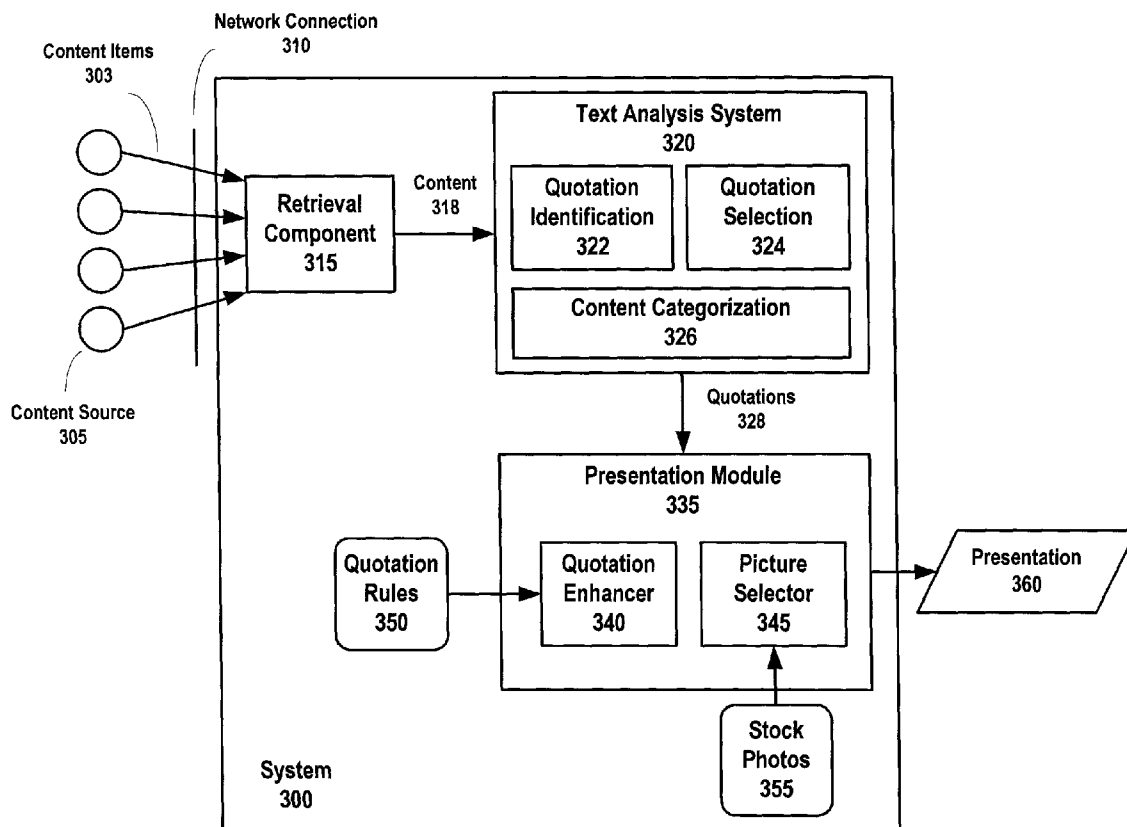 Network Connection
310
Content Items
303
Text Analysis System
320
Quotation
Identification
322
Quotation
Selection
324
Content Categorization
326
Retrieval
Component
315
Content
318
Content Source
305
Quotations
328
Presentation Module
335
Quotation
Rules
350
Quotation
Enhancer
340
Picture
Selector
345
Presentation
360
Stock
Photos
355
System
300